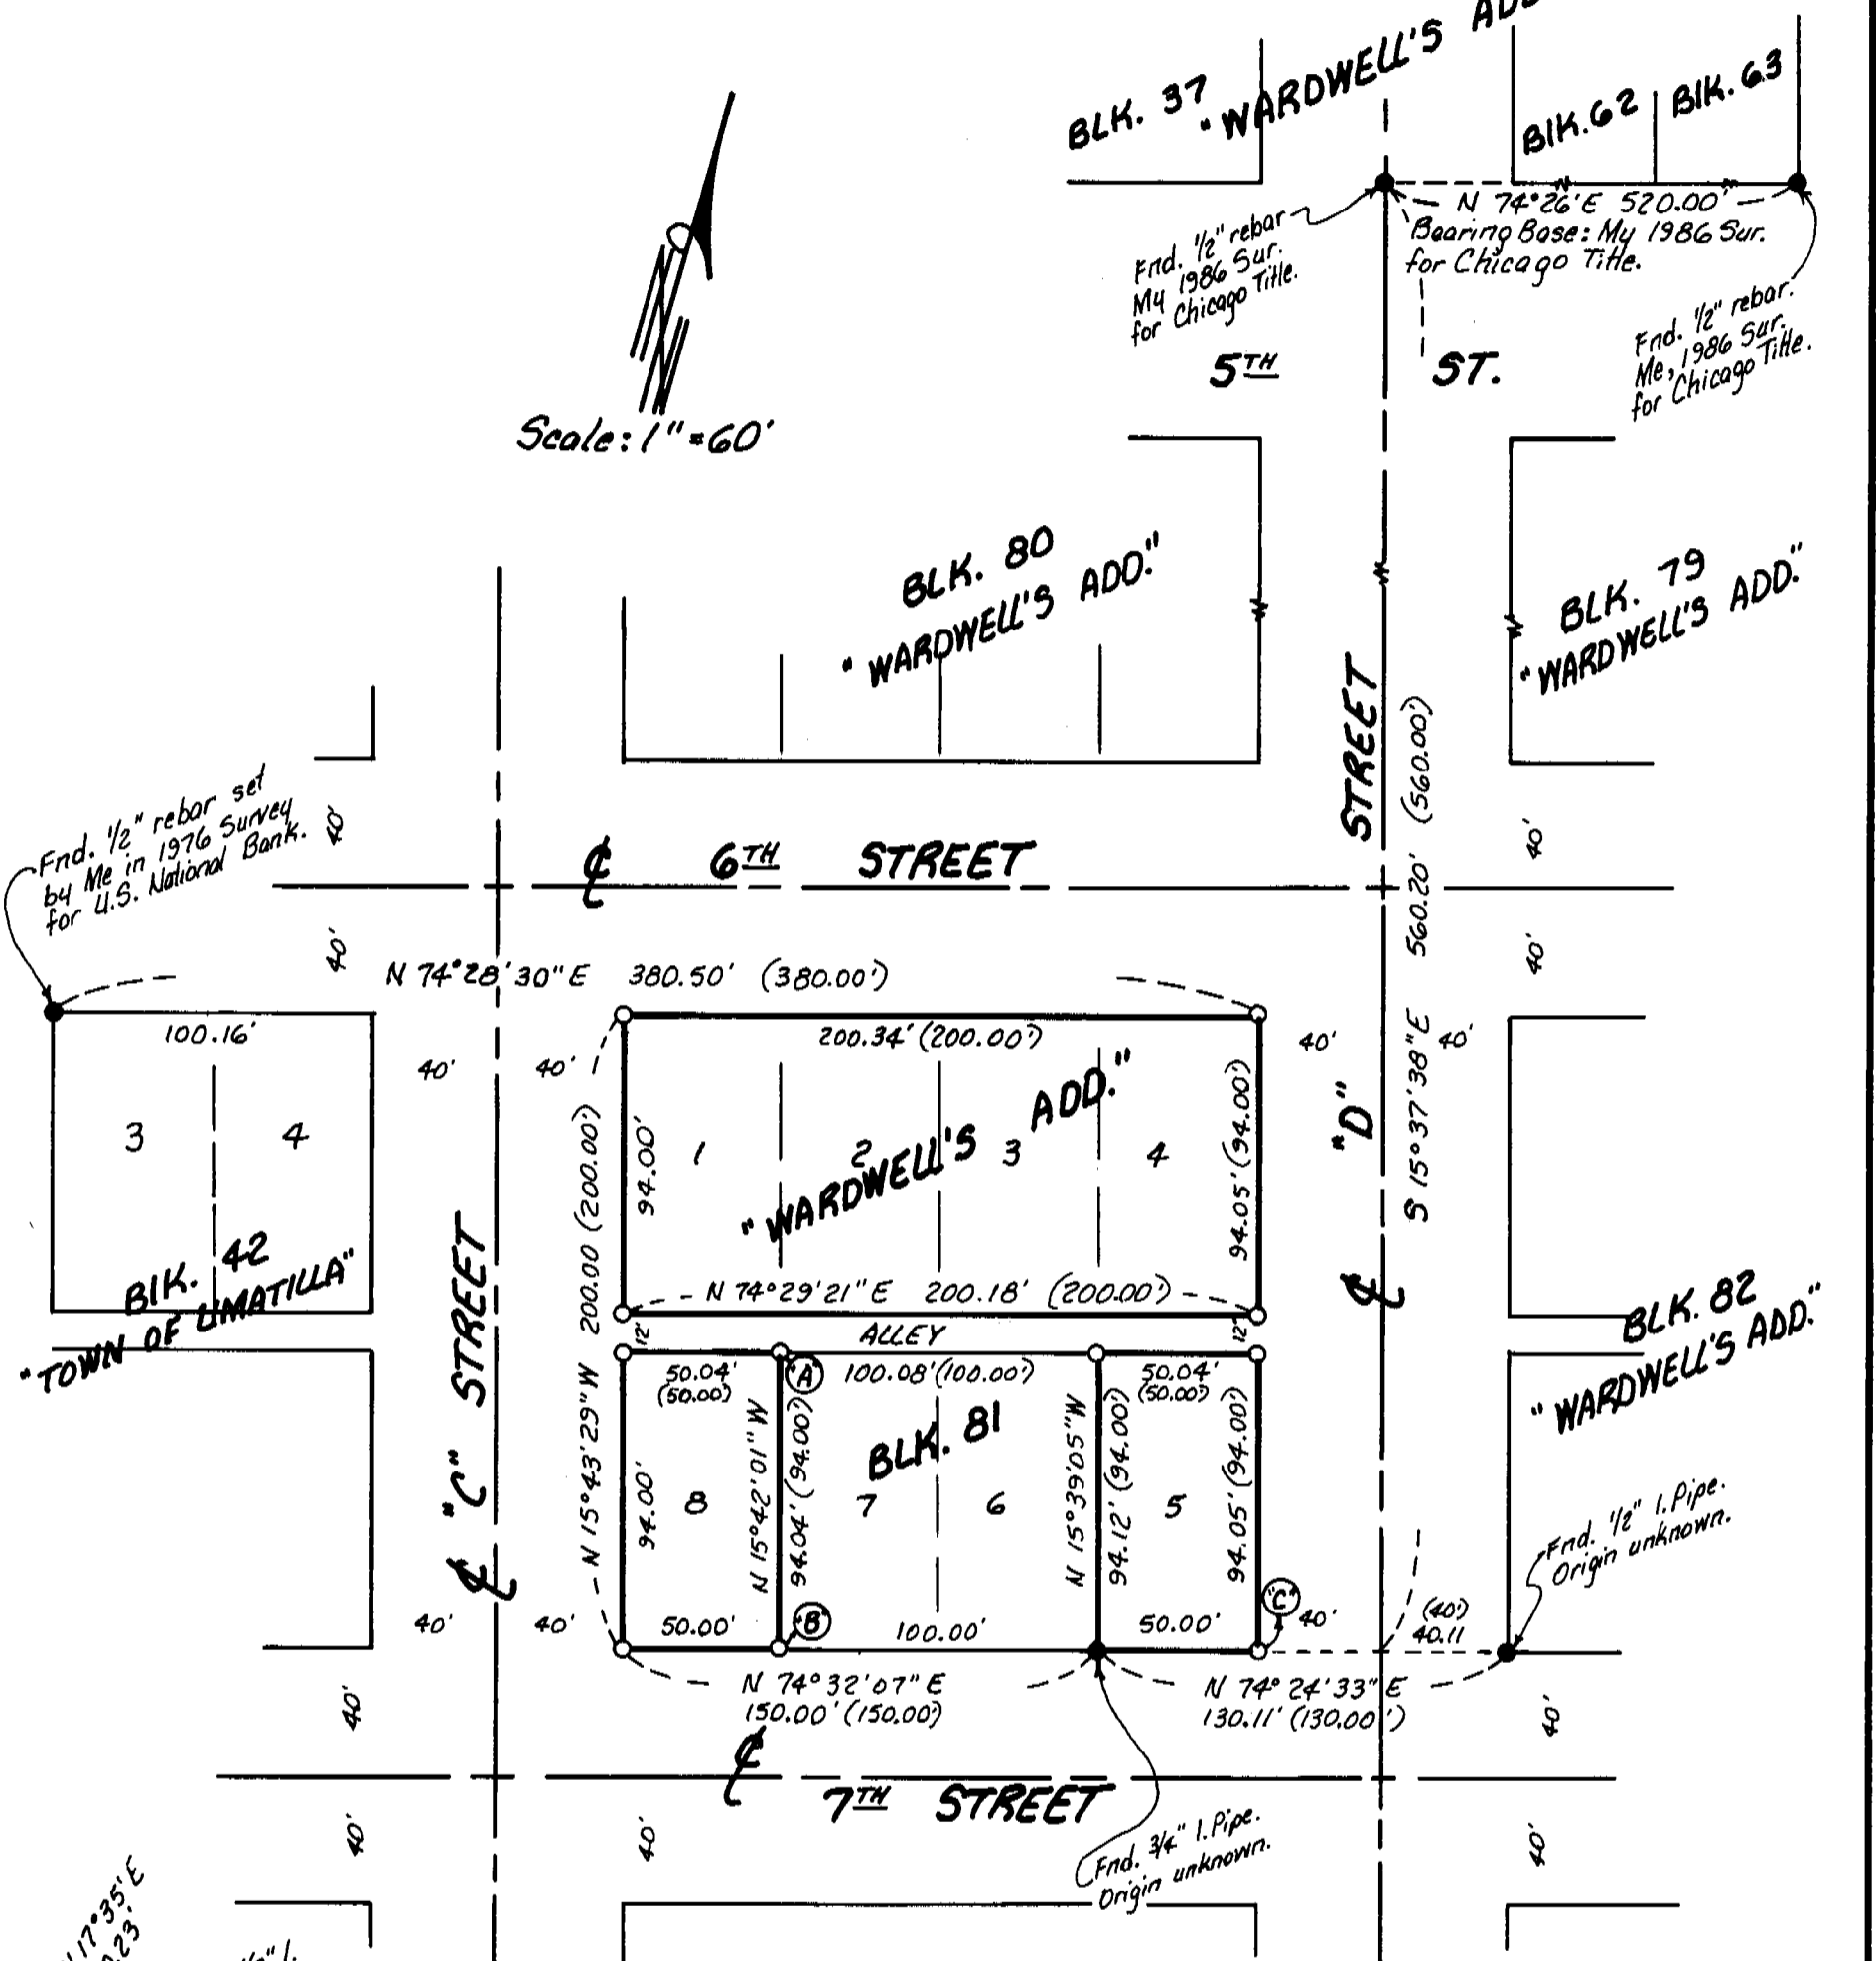 "WARDWELL'S ADD
BLK. 37
BlK. 62
BlK. 63
N 74°26'E 520.00'
Bearing Base: My 1986 Sur.
for Chicago Title.
Fnd. 1/2" rebar
My 1986 Sur.
for Chicago Title.
Fnd. 1/2" rebar.
Me, 1986 Sur.
for Chicago Title.
5TH ST.
N
Scale: 1"=60'
BLK. 80
"WARDWELL'S ADD."
BLK. 79
"WARDWELL'S ADD."
STREET
560.20' (560.00')
S 15°37'38"E
Fnd. 1/2" rebar set
by Me in 1976 Survey
for U.S. National Bank.
40'
40'
℄ 6TH STREET
40'
40'
N 74°28'30"E 380.50' (380.00')
100.16'
40'
40'
200.34' (200.00')
40'
40'
3
4
BlK. 42
"TOWN OF UMATILLA"
"C" STREET
℄
200.00 (200.00')
N 15°43'29"W
94.00'
1
2
3
4
"WARDWELL'S ADD."
94.05' (94.00')
"D"
℄
N 74°29'21"E 200.18' (200.00')
12'
ALLEY
12'
50.04'
(50.00')
"A"
100.08' (100.00')
50.04'
(50.00')
BLK. 81
94.00'
8
N 15°42'01"W
94.04' (94.00')
7
6
N 15°39'05"W
94.12' (94.00')
5
94.05' (94.00')
BLK. 82
"WARDWELL'S ADD."
Fnd. 1/2" I. Pipe.
Origin unknown.
40'
40'
50.00'
"B"
100.00'
50.00'
"C"
40'
(40')
40.11
N 74°32'07"E
150.00' (150.00')
N 74°24'33"E
130.11' (130.00')
40'
40'
℄
7TH STREET
40'
40'
40'
Fnd. 3/4" I. Pipe.
Origin unknown.
17°35'E
.23'